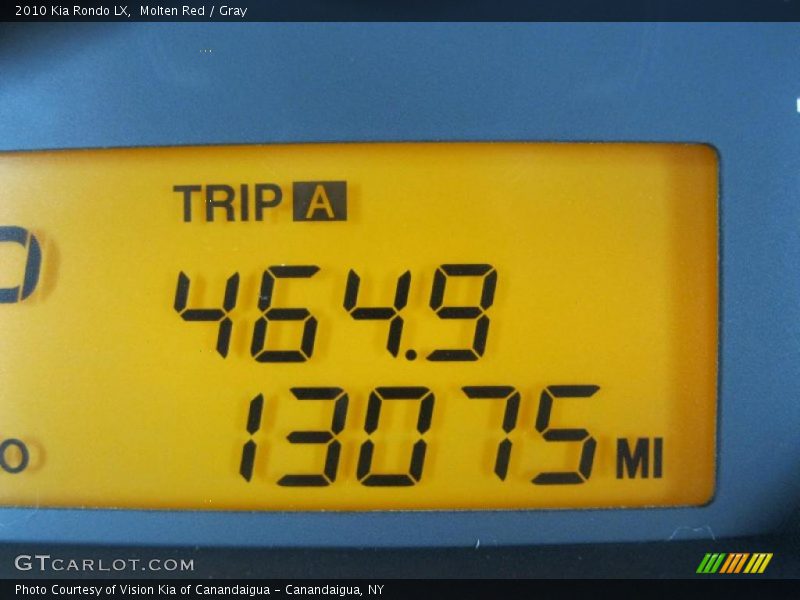 2010 Kia Rondo LX,  Molten Red / Gray
TRIP A
464.9
13075 MI
GTCARLOT.COM
Photo Courtesy of Vision Kia of Canandaigua - Canandaigua, NY